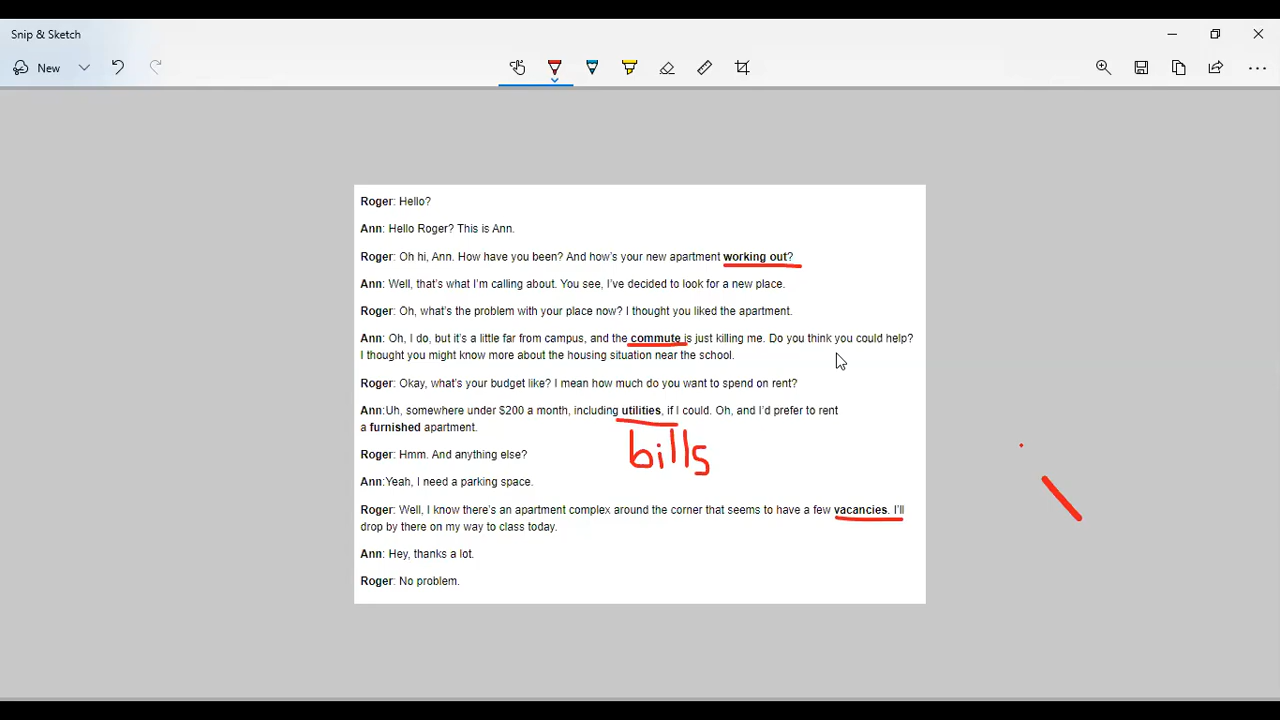 Snip & Sketch
New
Roger: Hello?
Ann: Hello Roger? This is Ann.
Roger: Oh hi, Ann. How have you been? And how's your new apartment working out?
Ann: Well, that's what I'm calling about. You see, I've decided to look for a new place.
Roger: Oh, what's the problem with your place now? I thought you liked the apartment.
Ann: Oh, I do, but it's a little far from campus, and the commute is just killing me. Do you think you could help?
I thought you might know more about the housing situation near the school.
Roger: Okay, what's your budget like? I mean how much do you want to spend on rent?
Ann:Uh, somewhere under $200 a month, including utilities, if I could. Oh, and I'd prefer to rent
a furnished apartment.
bills
Roger: Hmm. And anything else?
Ann:Yeah, I need a parking space.
Roger: Well, I know there's an apartment complex around the corner that seems to have a few vacancies. I'll
drop by there on my way to class today.
Ann: Hey, thanks a lot.
Roger: No problem.